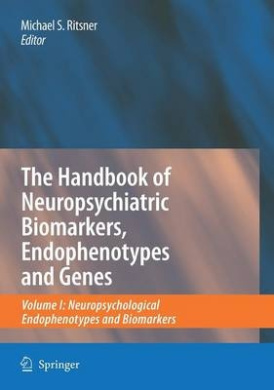 Michael S. Ritsner
Editor
The Handbook of
Neuropsychiatric
Biomarkers,
Endophenotypes
and Genes
Volume I: Neuropsychological
Endophenotypes and Biomarkers
Springer